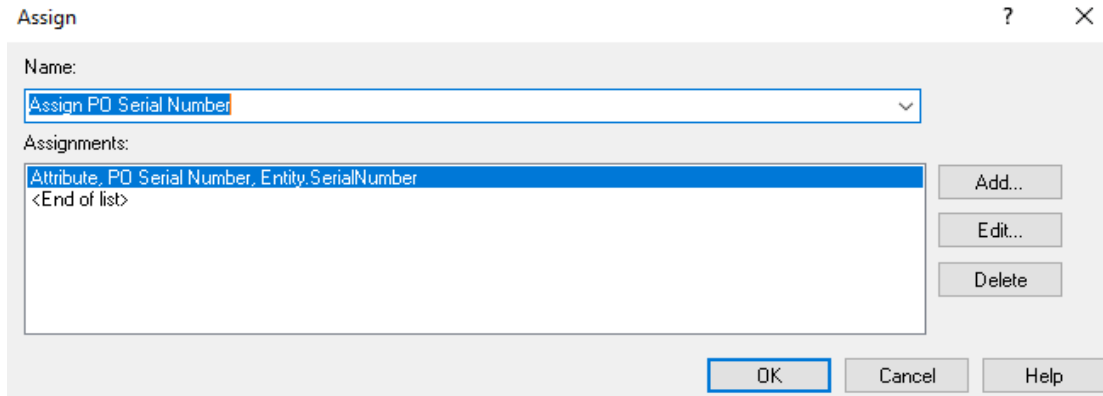 Assign ?
Name:
Assign PO Serial Number
Assignments:
Attribute, PO Serial Number, Entity.SerialNumber
<End of list>
Add...
Edit...
Delete
OK Cancel Help